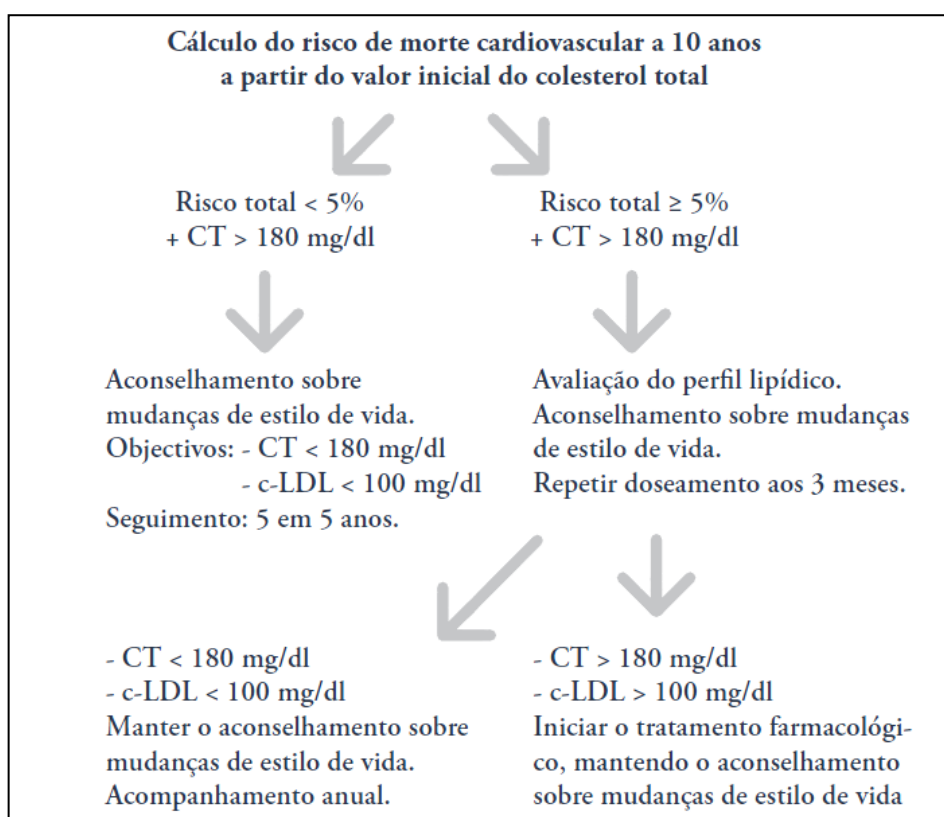 Cálculo do risco de morte cardiovascular a 10 anos
a partir do valor inicial do colesterol total
Risco total < 5%
+ CT > 180 mg/dl
Risco total ≥ 5%
+ CT > 180 mg/dl
Aconselhamento sobre
mudanças de estilo de vida.
Objectivos: - CT < 180 mg/dl
- c-LDL < 100 mg/dl
Seguimento: 5 em 5 anos.
Avaliação do perfil lipídico.
Aconselhamento sobre mudanças
de estilo de vida.
Repetir doseamento aos 3 meses.
- CT < 180 mg/dl
- c-LDL < 100 mg/dl
Manter o aconselhamento sobre
mudanças de estilo de vida.
Acompanhamento anual.
- CT > 180 mg/dl
- c-LDL > 100 mg/dl
Iniciar o tratamento farmacológi-
co, mantendo o aconselhamento
sobre mudanças de estilo de vida